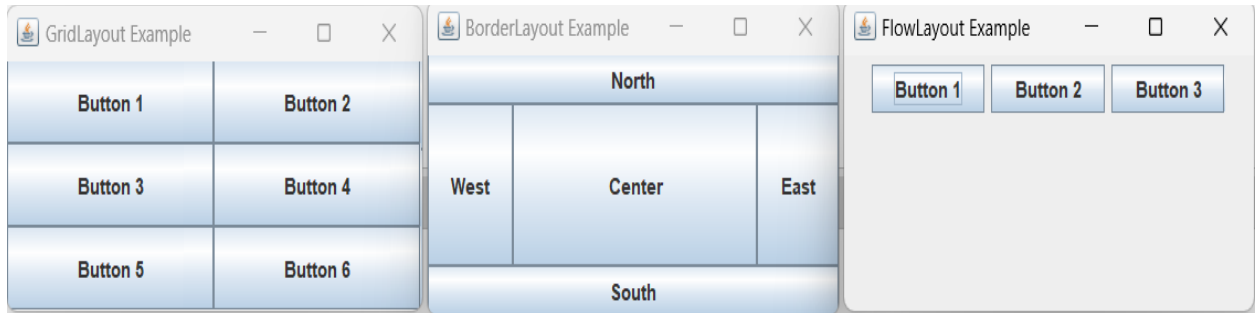 GridLayout Example
Button 1 Button 2
Button 3 Button 4
Button 5 Button 6
BorderLayout Example
North
West Center East
South
FlowLayout Example
Button 1 Button 2 Button 3